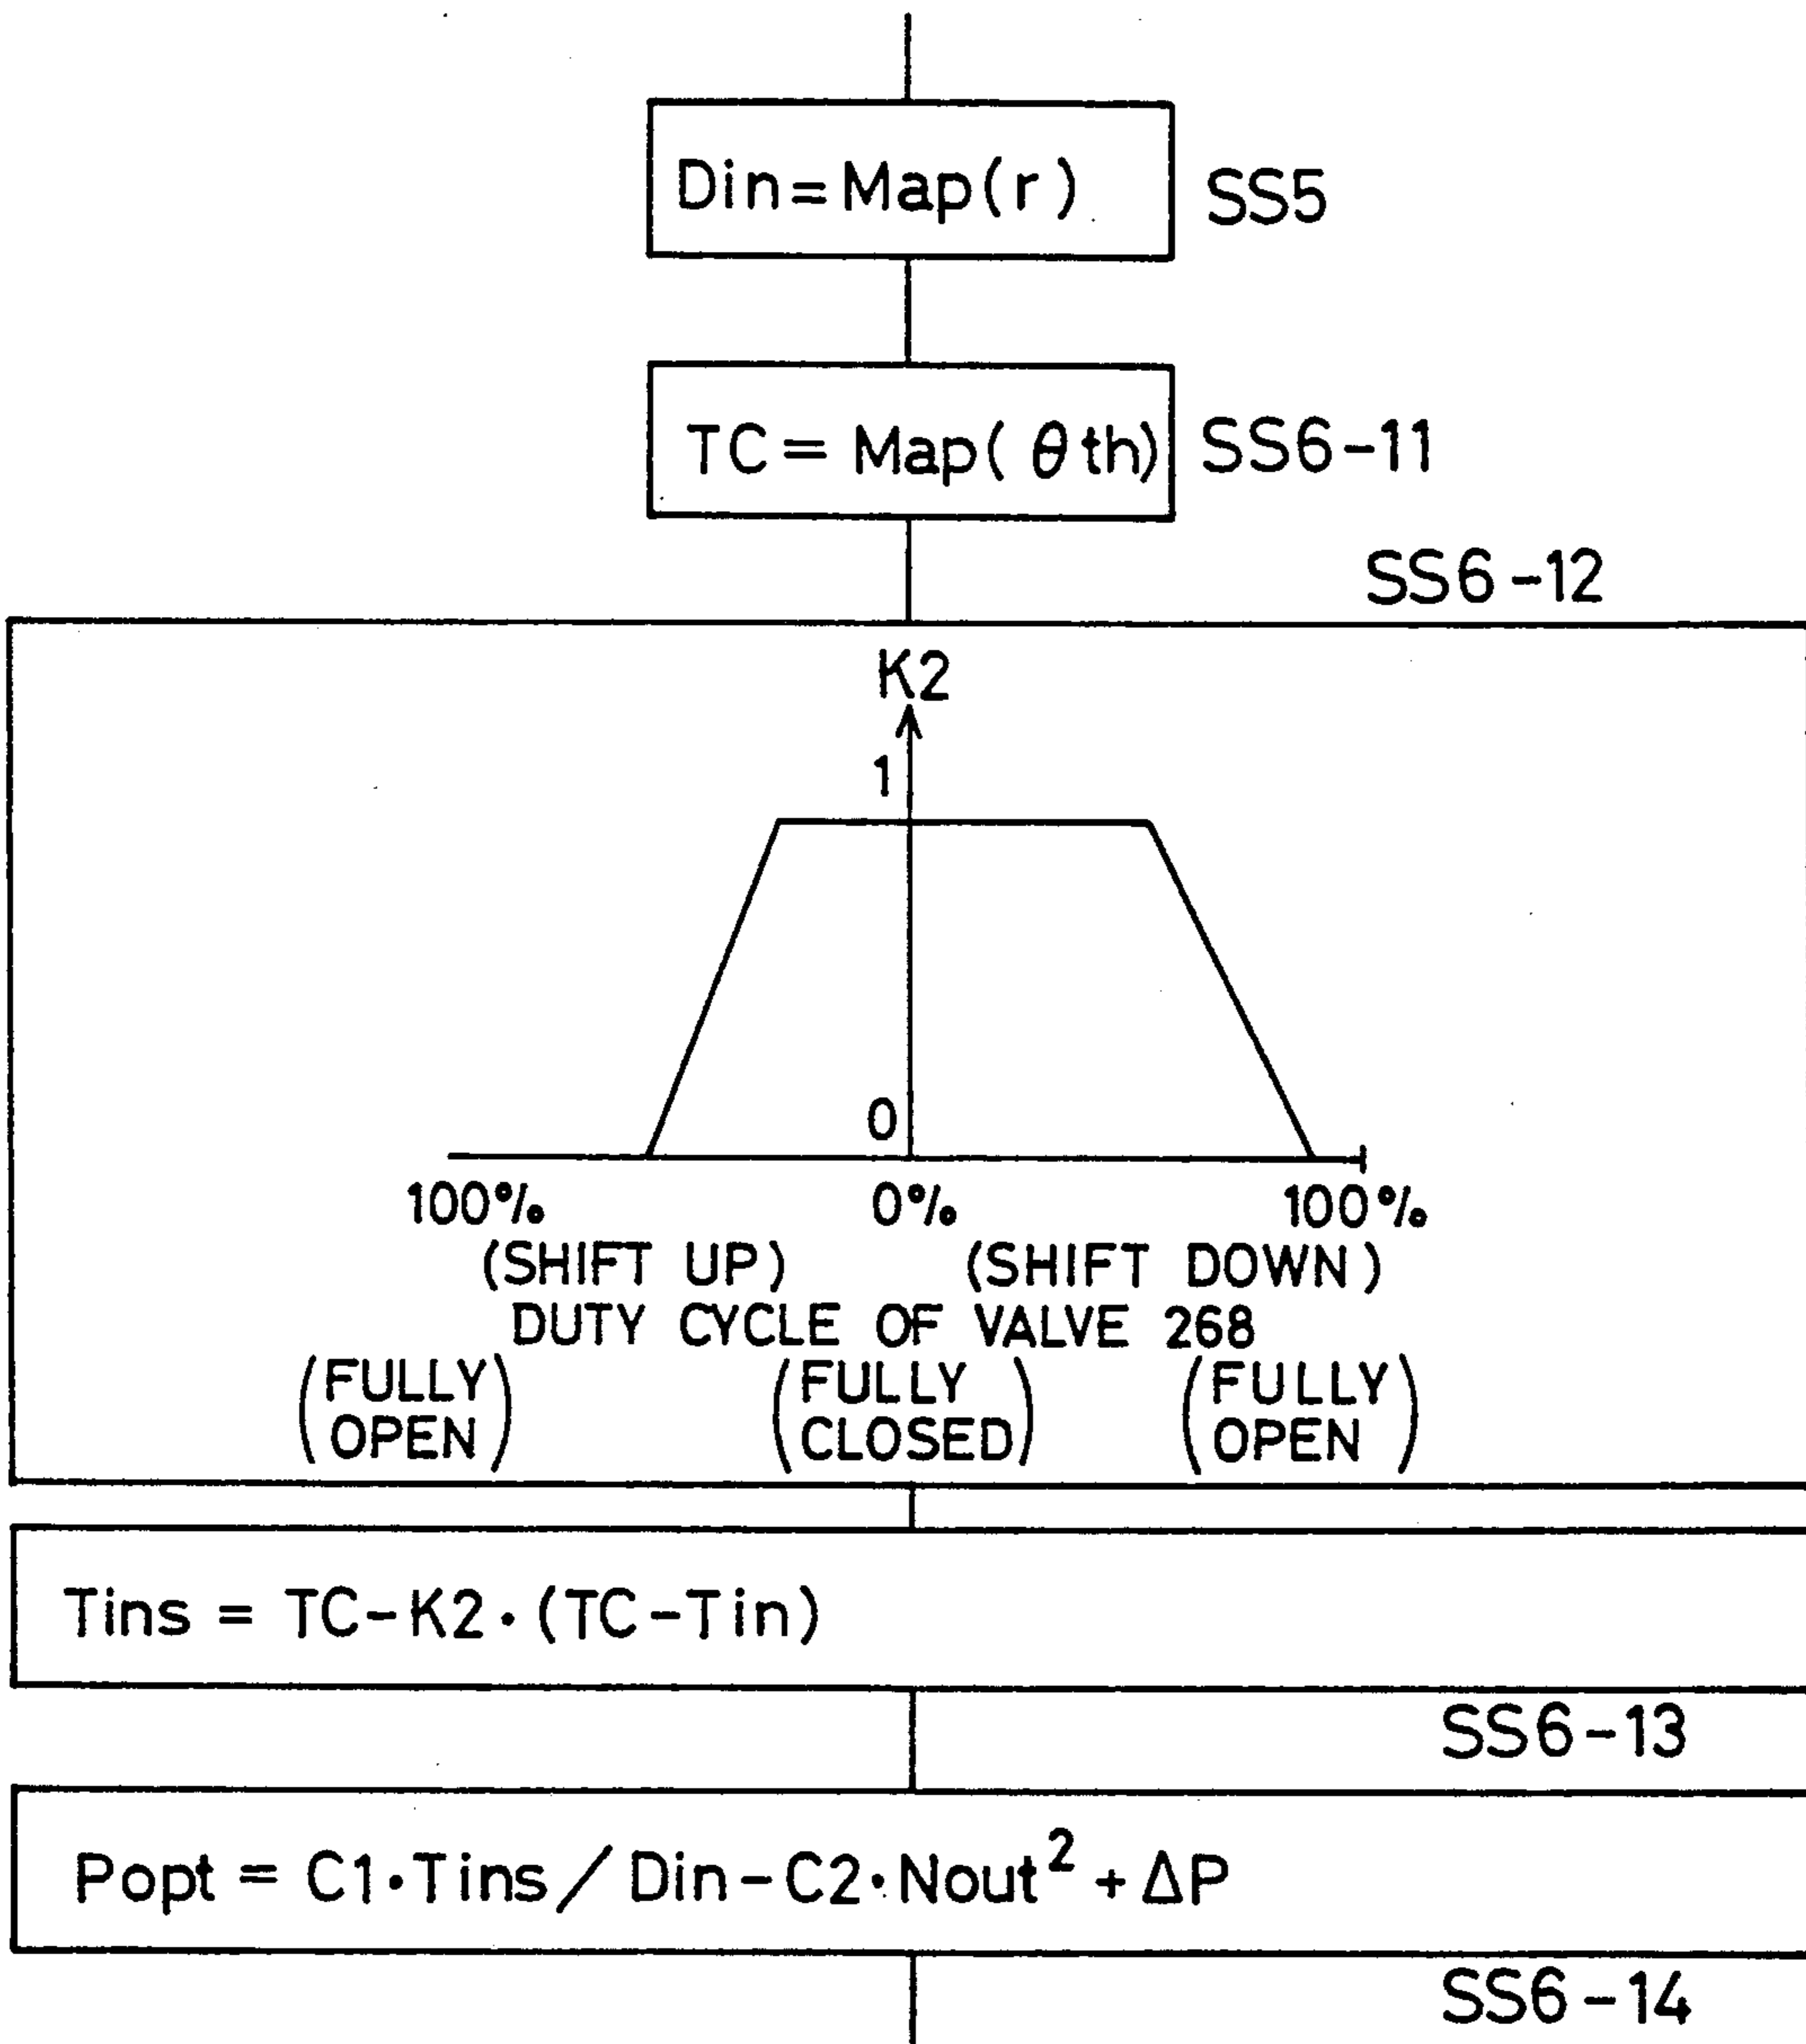 Din=Map(r) SS5
TC= Map( θth) SS6-11
SS6-12
K2
1
0
100% 0% 100%
(SHIFT UP) (SHIFT DOWN)
DUTY CYCLE OF VALVE 268
(FULLY OPEN) (FULLY CLOSED) (FULLY OPEN)
Tins = TC-K2·(TC-Tin)
SS6-13
Popt = C1·Tins/Din-C2·Nout²+ΔP
SS6-14